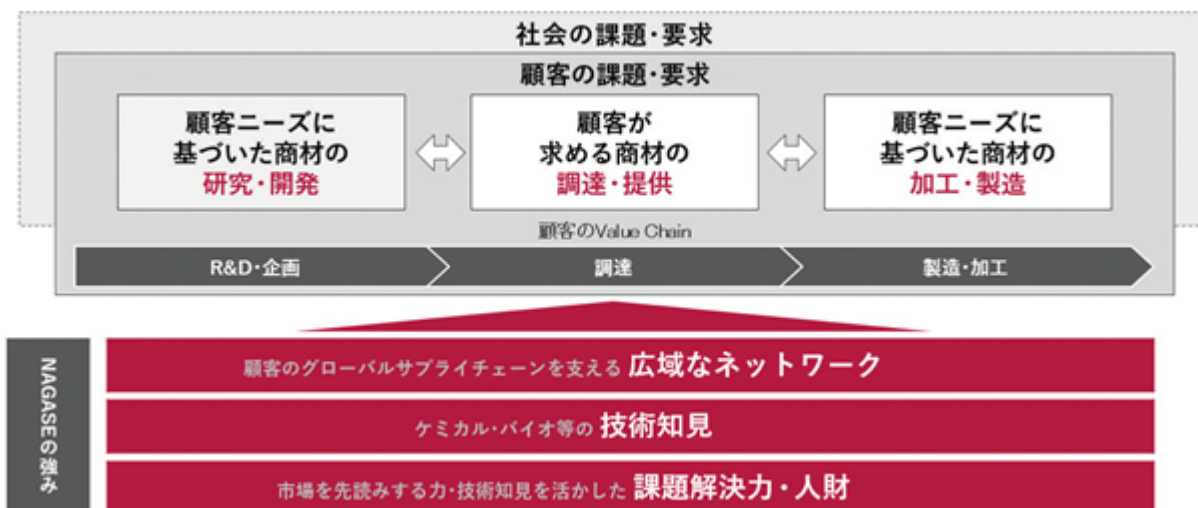 社会の課題・要求
顧客の課題・要求
顧客ニーズに
基づいた商材の
研究・開発
顧客が
求める商材の
調達・提供
顧客ニーズに
基づいた商材の
加工・製造
顧客のValue Chain
R&D・企画
調達
製造・加工
NAGASEの強み
顧客のグローバルサプライチェーンを支える 広域なネットワーク
ケミカル・バイオ等の 技術知見
市場を先読みする力・技術知見を活かした 課題解決力・人財